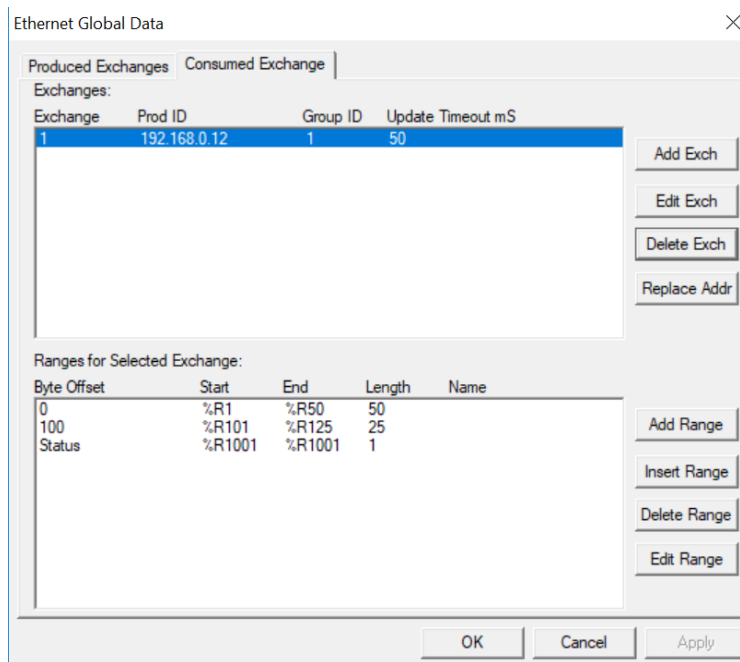 Ethernet Global Data
Produced Exchanges Consumed Exchange
Exchanges:
Exchange Prod ID Group ID Update Timeout mS
1 192.168.0.12 1 50
Add Exch
Edit Exch
Delete Exch
Replace Addr
Ranges for Selected Exchange:
Byte Offset Start End Length Name
0 %R1 %R50 50
100 %R101 %R125 25
Status %R1001 %R1001 1
Add Range
Insert Range
Delete Range
Edit Range
OK Cancel Apply